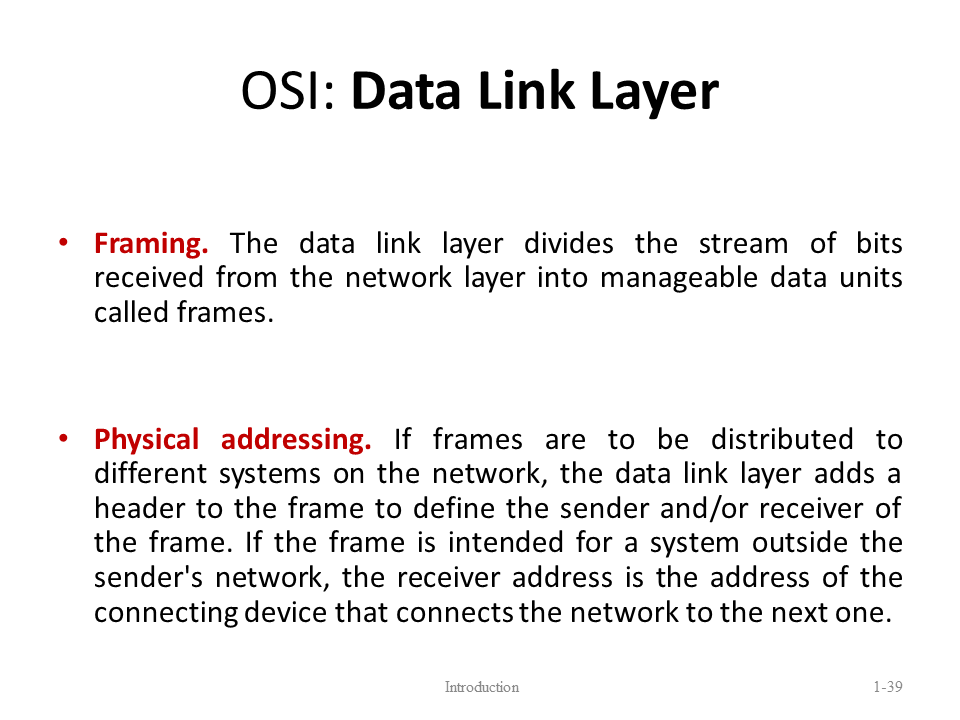 OSI: Data Link Layer
• Framing. The data link layer divides the stream of bits
received from the network layer into manageable data units
called frames.
• Physical addressing. If frames are to be distributed to
different systems on the network, the data link layer adds a
header to the frame to define the sender and/or receiver of
the frame. If the frame is intended for a system outside the
sender's network, the receiver address is the address of the
connecting device that connects the network to the next one.
Introduction
1-39